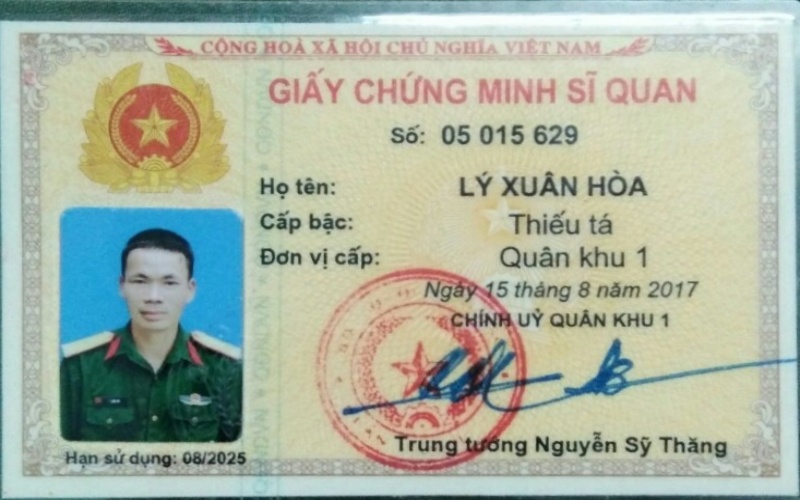 CỘNG HOÀ XÃ HỘI CHỦ NGHĨA VIỆT NAM
GIẤY CHỨNG MINH SĨ QUAN
Số: 05 015 629
Họ tên: LÝ XUÂN HÒA
Cấp bậc: Thiếu tá
Đơn vị cấp: Quân khu 1
Ngày 15 tháng 8 năm 2017
CHÍNH UỶ QUÂN KHU 1
Trung tướng Nguyễn Sỹ Thăng
Hạn sử dụng: 08/2025